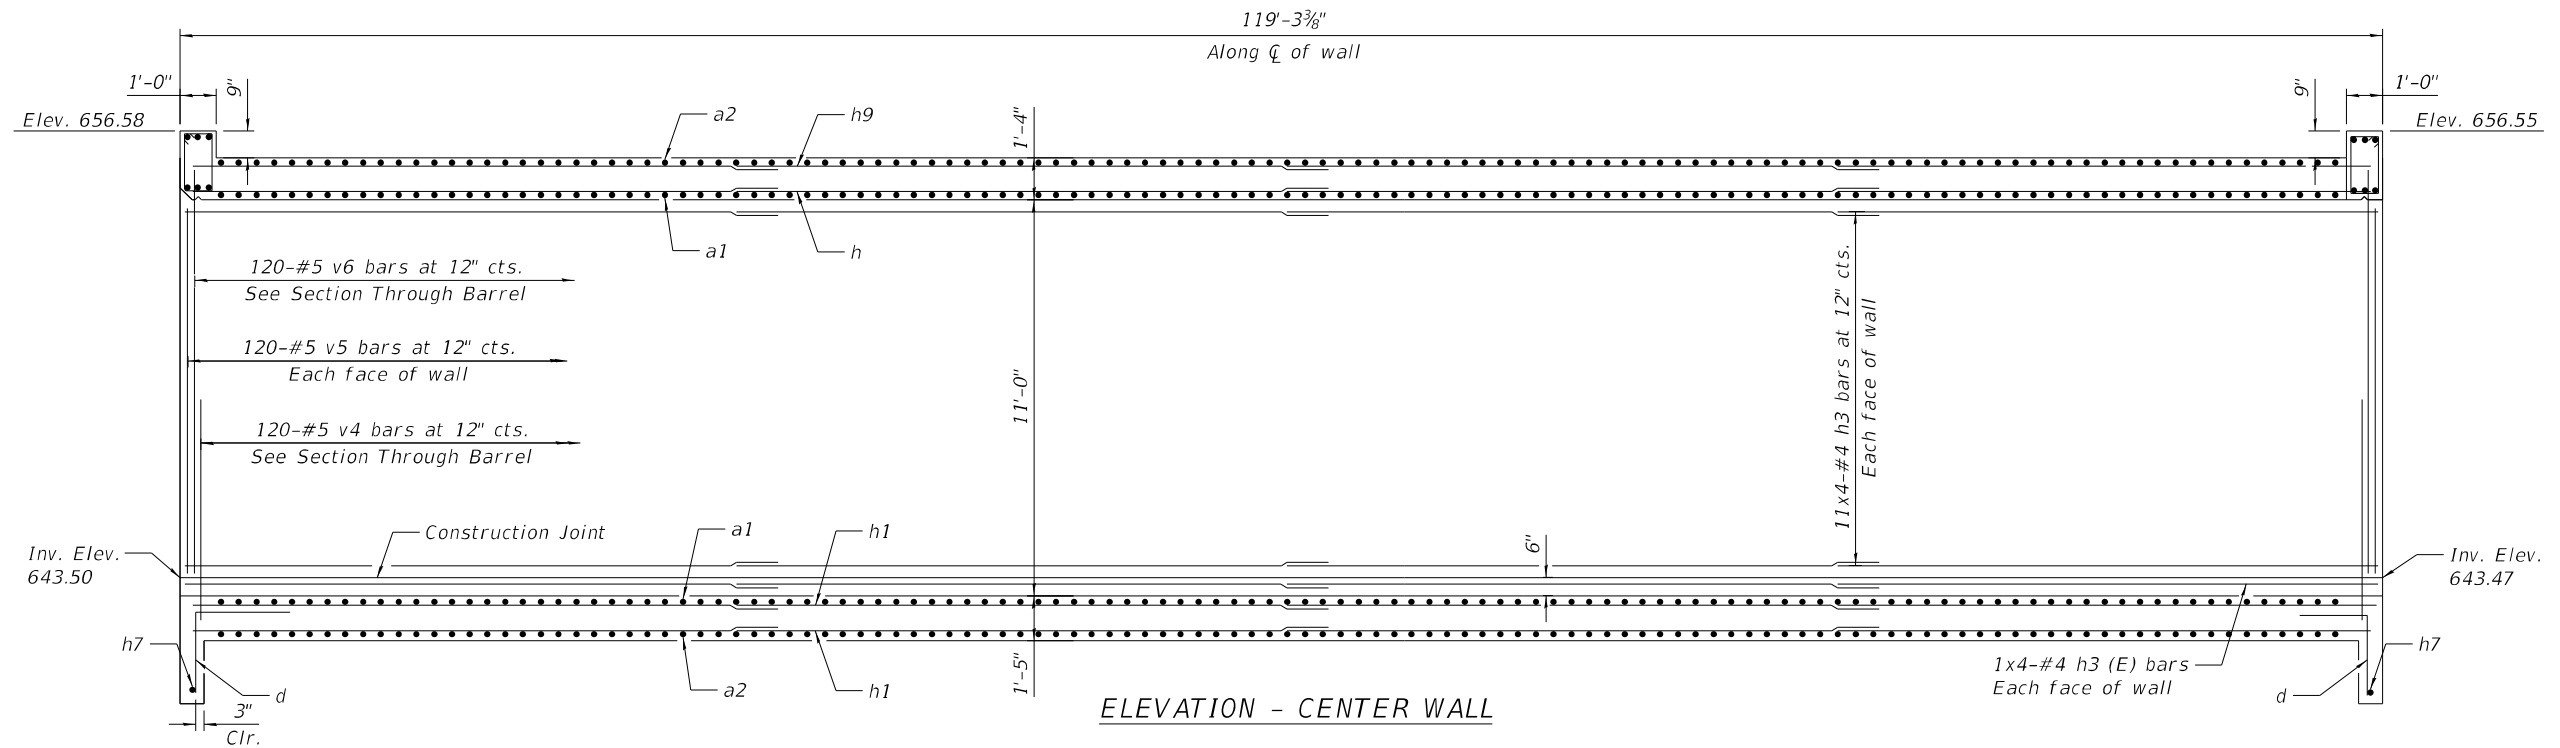 119'-3⅜"
Along ℄ of wall
1'-0"
9"
Elev. 656.58
a2
h9
1'-4"
9"
1'-0"
Elev. 656.55
a1
h
120-#5 v6 bars at 12" cts.
See Section Through Barrel
120-#5 v5 bars at 12" cts.
Each face of wall
120-#5 v4 bars at 12" cts.
See Section Through Barrel
11'-0"
11x4-#4 h3 bars at 12" cts.
Each face of wall
Construction Joint
a1
h1
6"
Inv. Elev.
643.50
Inv. Elev.
643.47
h7
d
3"
Clr.
a2
h1
1'-5"
1x4-#4 h3 (E) bars
Each face of wall
d
h7
ELEVATION - CENTER WALL